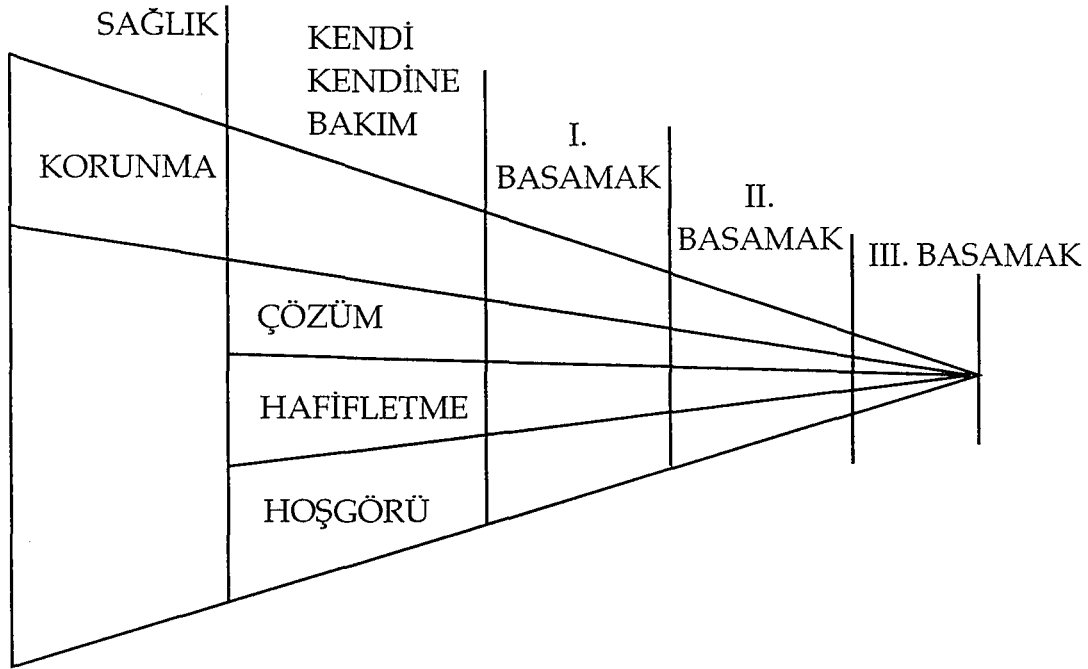 SAĞLIK
KENDİ
KENDİNE
BAKIM
I.
BASAMAK
II.
BASAMAK
III. BASAMAK
KORUNMA
ÇÖZÜM
HAFİFLETME
HOŞGÖRÜ